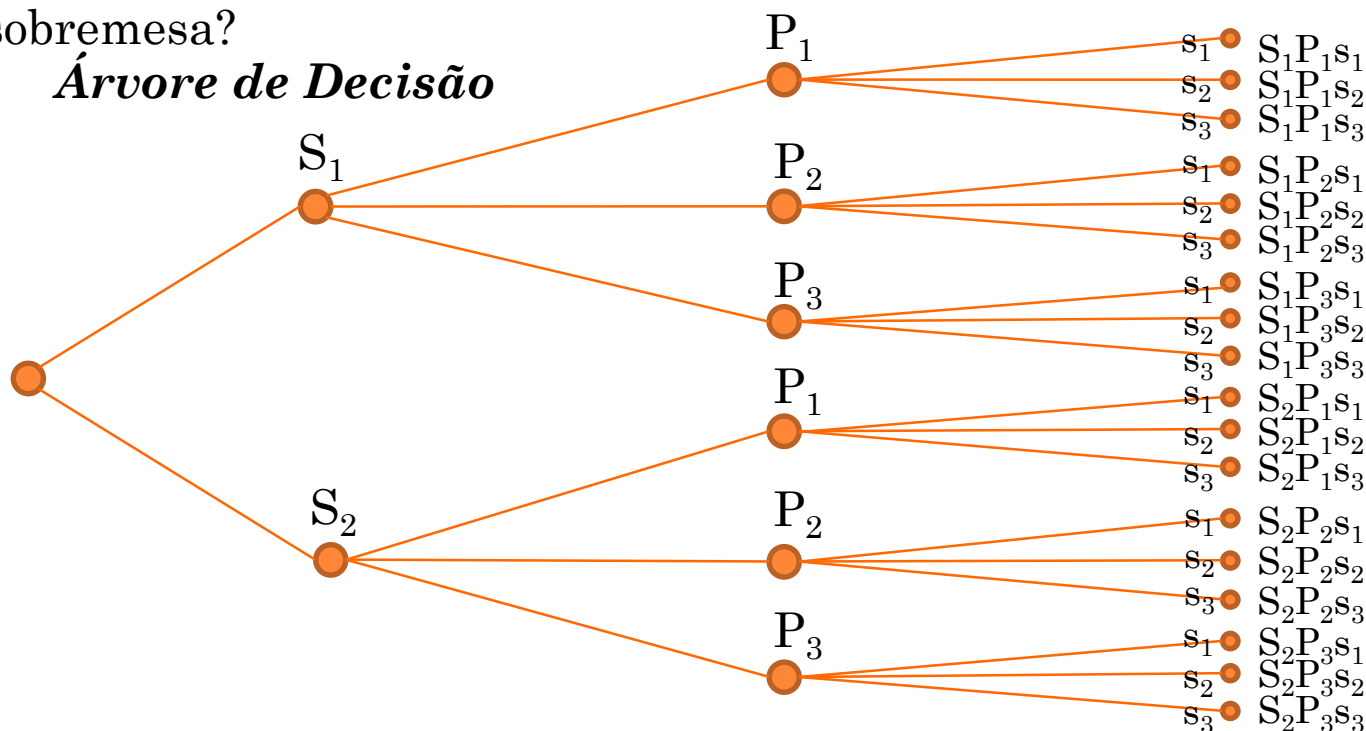 sobremesa?
Árvore de Decisão
S₁
S₂
P₁
P₂
P₃
P₁
P₂
P₃
s₁ S₁P₁s₁
s₂ S₁P₁s₂
s₃ S₁P₁s₃
s₁ S₁P₂s₁
s₂ S₁P₂s₂
s₃ S₁P₂s₃
s₁ S₁P₃s₁
s₂ S₁P₃s₂
s₃ S₁P₃s₃
s₁ S₂P₁s₁
s₂ S₂P₁s₂
s₃ S₂P₁s₃
s₁ S₂P₂s₁
s₂ S₂P₂s₂
s₃ S₂P₂s₃
s₁ S₂P₃s₁
s₂ S₂P₃s₂
s₃ S₂P₃s₃